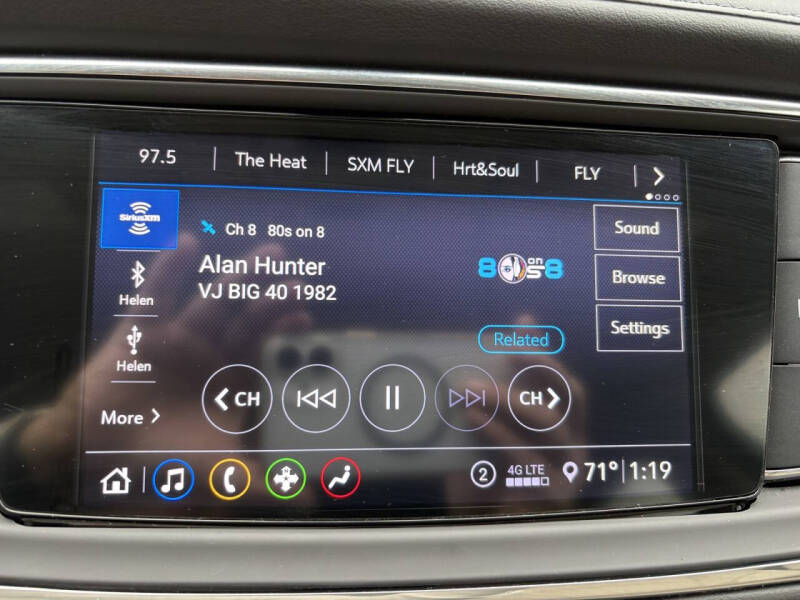 97.5 The Heat SXM FLY Hrt&Soul FLY
SiriusXM
Ch 8 80s on 8
Sound
Alan Hunter
VJ BIG 40 1982
80s on 8
Browse
Helen
Settings
Related
Helen
More
CH
CH
2 4G LTE 71° 1:19